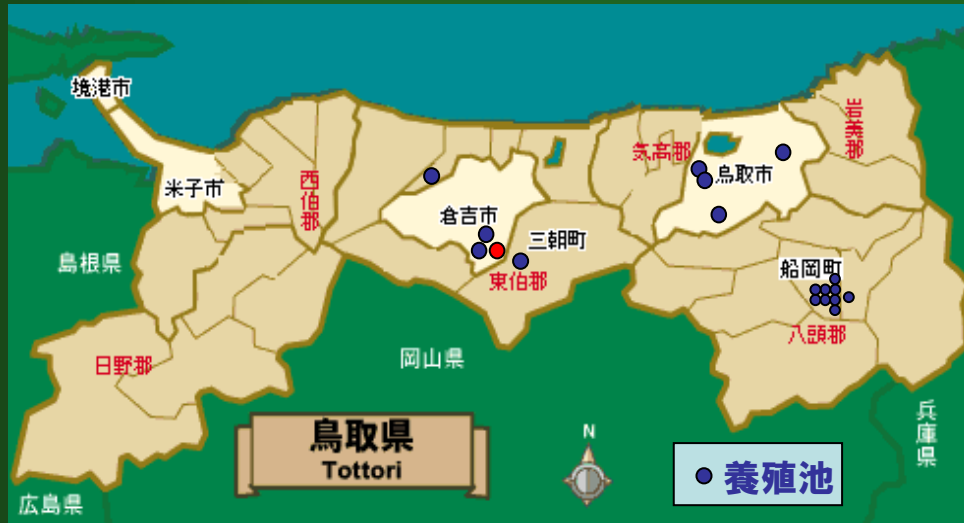 境港市
米子市
西伯郡
倉吉市
三朝町
東伯郡
気高郡
鳥取市
岩美郡
船岡町
八頭郡
島根県
日野郡
岡山県
兵庫県
広島県
鳥取県
Tottori
N
養殖池